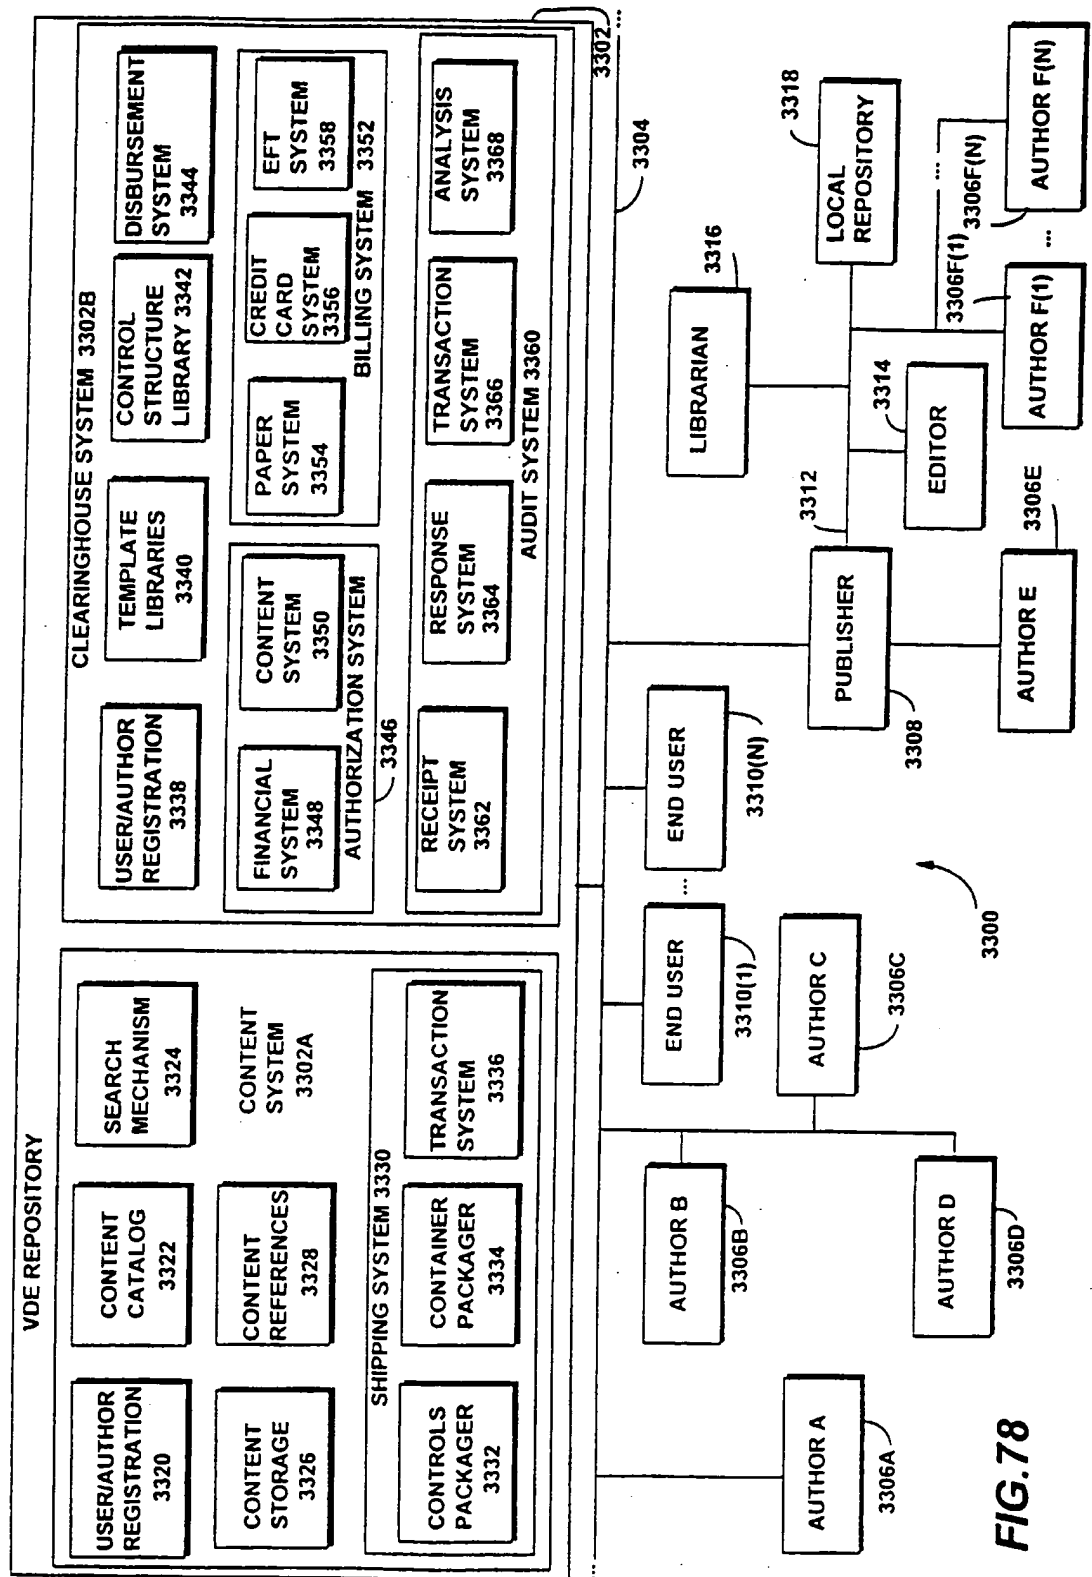 VDE REPOSITORY
3302
USER/AUTHOR
REGISTRATION
3320
CONTENT
CATALOG
3322
SEARCH
MECHANISM
3324
CONTENT
STORAGE
3326
CONTENT
REFERENCES
3328
CONTENT
SYSTEM
3302A
SHIPPING SYSTEM 3330
CONTROLS
PACKAGER
3332
CONTAINER
PACKAGER
3334
TRANSACTION
SYSTEM
3336
CLEARINGHOUSE SYSTEM 3302B
USER/AUTHOR
REGISTRATION
3338
TEMPLATE
LIBRARIES
3340
CONTROL
STRUCTURE
LIBRARY 3342
DISBURSEMENT
SYSTEM
3344
FINANCIAL
SYSTEM
3348
CONTENT
SYSTEM
3350
AUTHORIZATION SYSTEM
3346
PAPER
SYSTEM
3354
CREDIT
CARD
SYSTEM
3356
EFT
SYSTEM
3358
BILLING SYSTEM 3352
RECEIPT
SYSTEM
3362
RESPONSE
SYSTEM
3364
TRANSACTION
SYSTEM
3366
ANALYSIS
SYSTEM
3368
AUDIT SYSTEM 3360
...
...
3304
AUTHOR A
3306A
AUTHOR B
3306B
AUTHOR C
3306C
AUTHOR D
3306D
END USER
3310(1)
...
END USER
3310(N)
PUBLISHER
3308
3312
AUTHOR E
3306E
LIBRARIAN
3316
EDITOR
3314
LOCAL
REPOSITORY
3318
...
AUTHOR F(1)
3306F(1)
...
AUTHOR F(N)
3306F(N)
3300
FIG.78